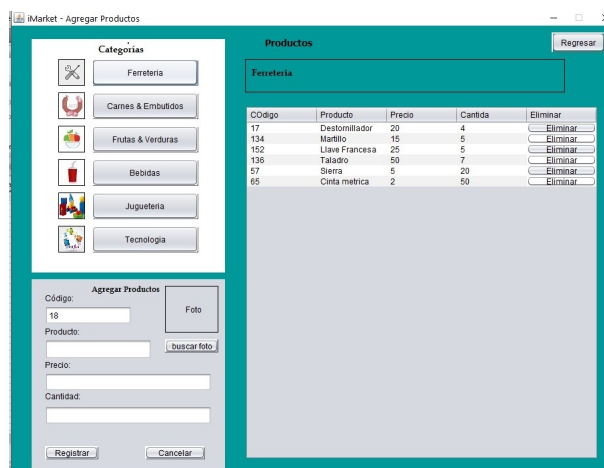 iMarket - Agregar Productos
Categorías
Ferreteria
Carnes & Embutidos
Frutas & Verduras
Bebidas
Jugueteria
Tecnologia
Agregar Productos
Código:
18
Foto
Producto:
buscar foto
Precio:
Cantidad:
Registrar Cancelar
Productos
Regresar
Ferreteria
COdigo Producto Precio Cantida Eliminar
17 Destornillador 20 4 Eliminar
134 Martillo 15 5 Eliminar
152 Llave Francesa 25 5 Eliminar
136 Taladro 50 7 Eliminar
57 Sierra 5 20 Eliminar
65 Cinta metrica 2 50 Eliminar